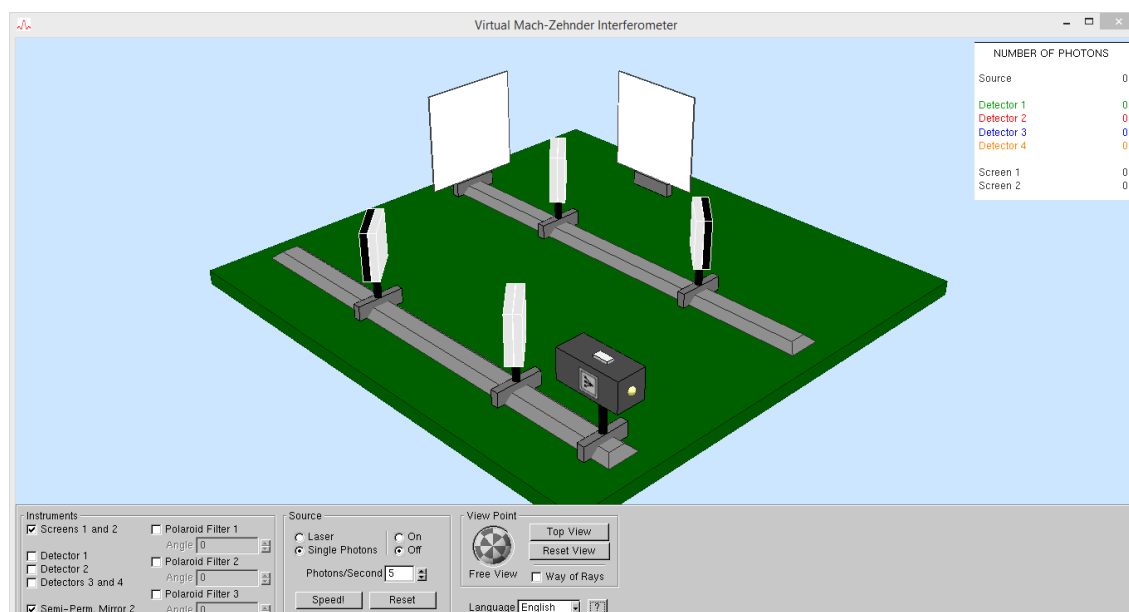 Virtual Mach-Zehnder Interferometer
NUMBER OF PHOTONS
Source 0
Detector 1 0
Detector 2 0
Detector 3 0
Detector 4 0
Screen 1 0
Screen 2 0
Instruments
Screens 1 and 2
Detector 1
Detector 2
Detectors 3 and 4
Semi-Perm. Mirror 2
Polaroid Filter 1
Angle 0
Polaroid Filter 2
Angle 0
Polaroid Filter 3
Angle 0
Source
Laser
Single Photons
On
Off
Photons/Second 5
Speed! Reset
View Point
Free View
Top View
Reset View
Way of Rays
Language English ?